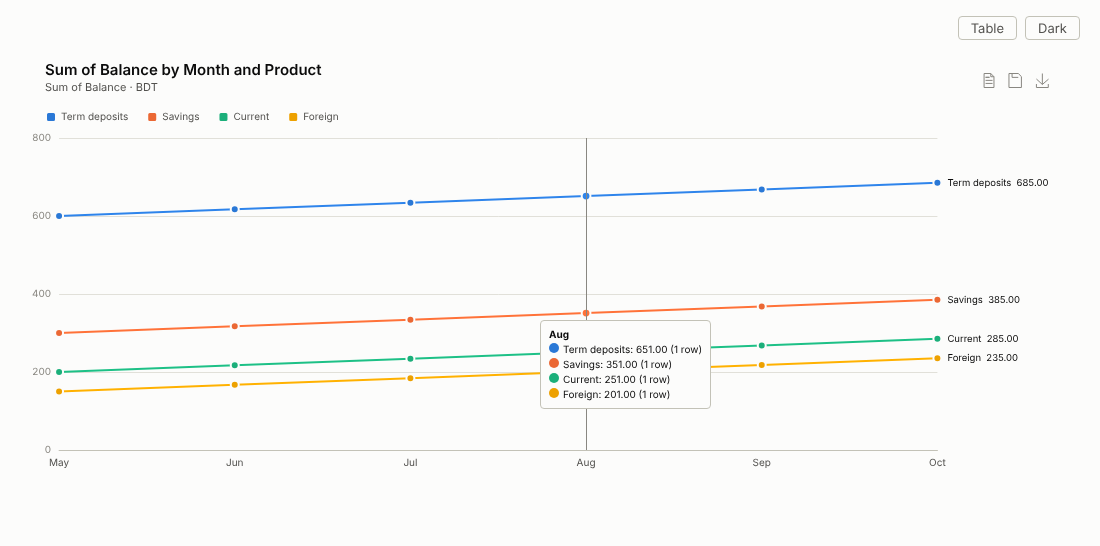 Table Dark
Sum of Balance by Month and Product
Sum of Balance · BDT
Term deposits Savings Current Foreign
800
Term deposits 685.00
600
400
Savings 385.00
Aug
Term deposits: 651.00 (1 row)
Savings: 351.00 (1 row)
Current: 251.00 (1 row)
Foreign: 201.00 (1 row)
Current 285.00
Foreign 235.00
200
0
May Jun Jul Aug Sep Oct